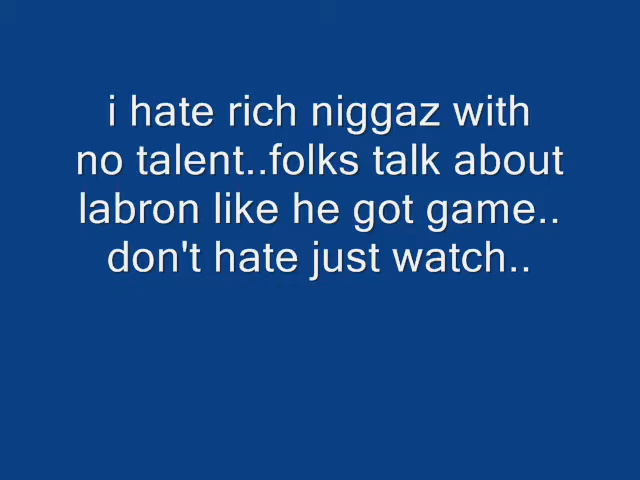 i hate rich niggaz with
no talent..folks talk about
labron like he got game..
don't hate just watch..